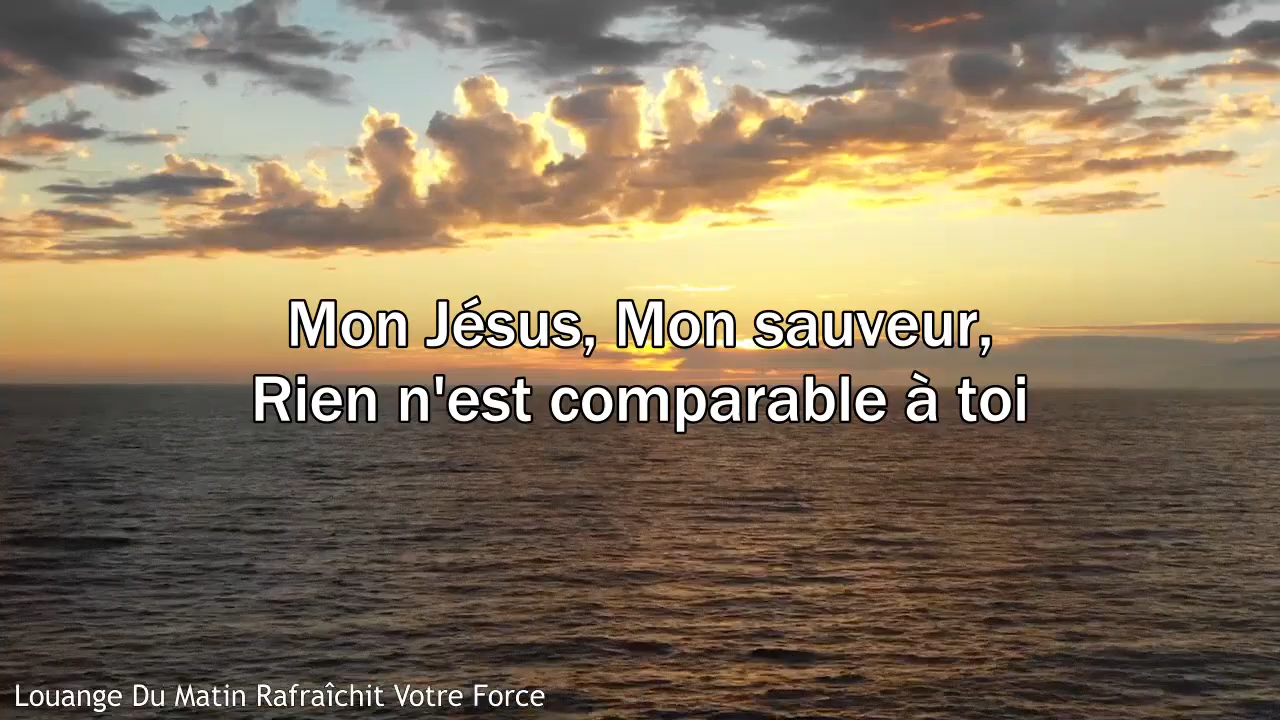 Mon Jésus, Mon sauveur,
Rien n'est comparable à toi
Louange Du Matin Rafraîchit Votre Force